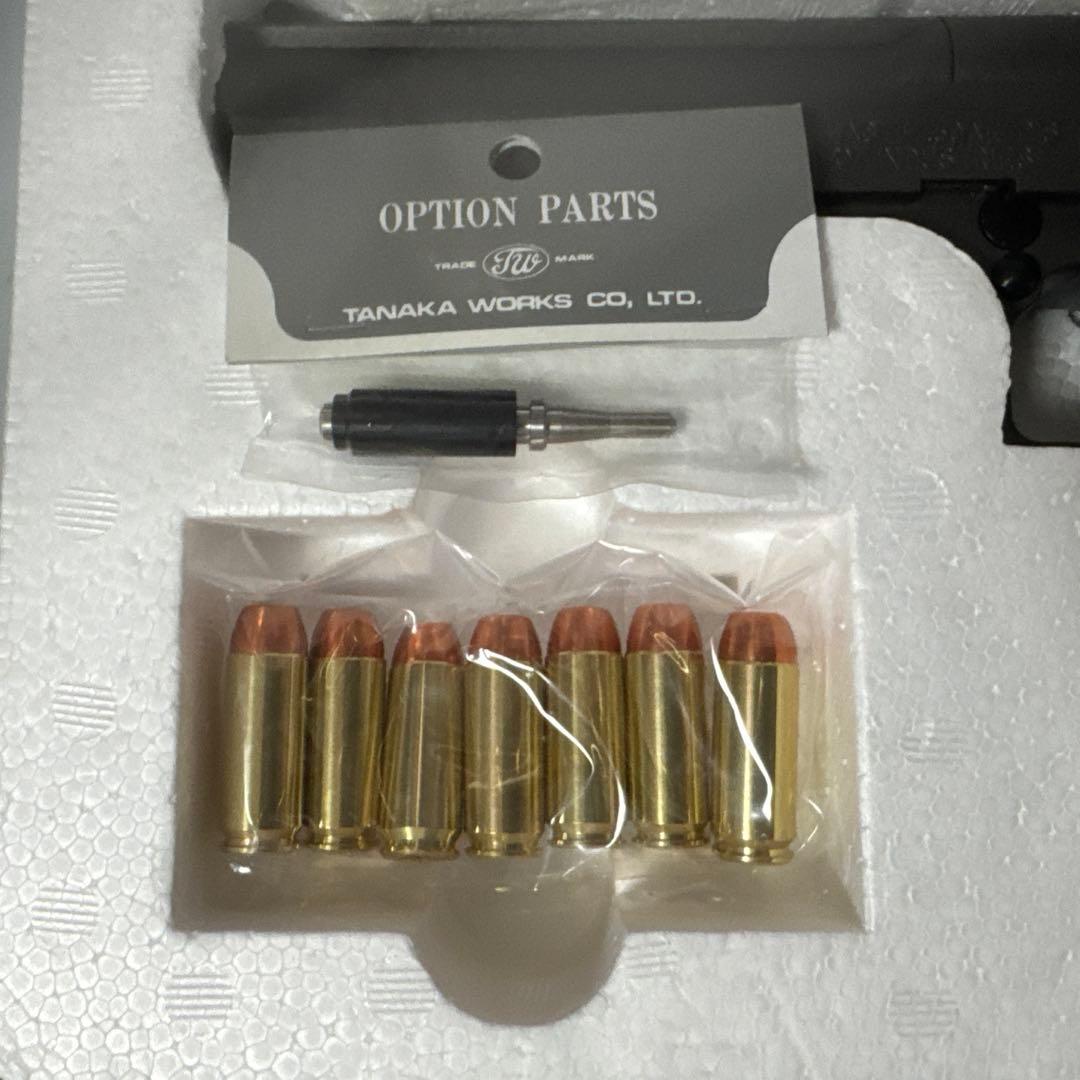 OPTION PARTS
TRADE TW MARK
TANAKA WORKS CO, LTD.